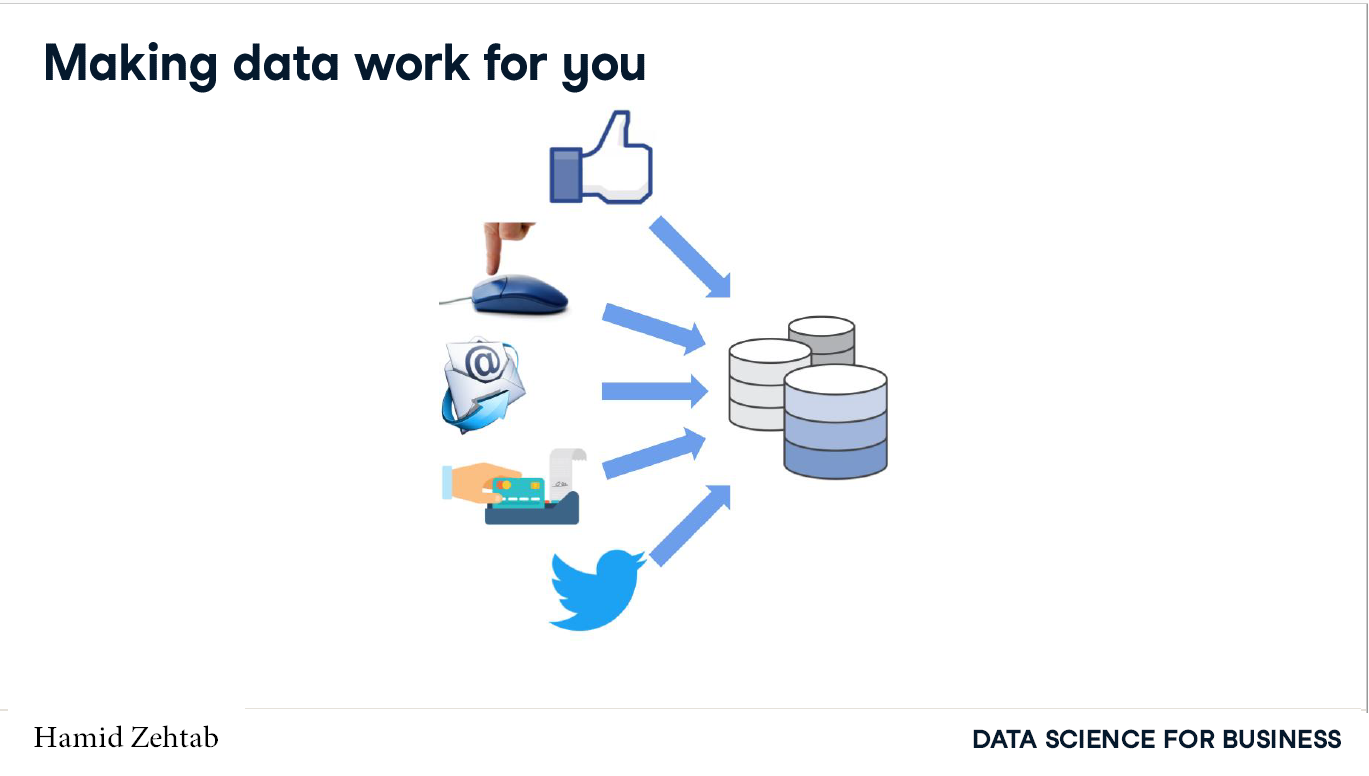 Making data work for you
@
Hamid Zehtab
DATA SCIENCE FOR BUSINESS